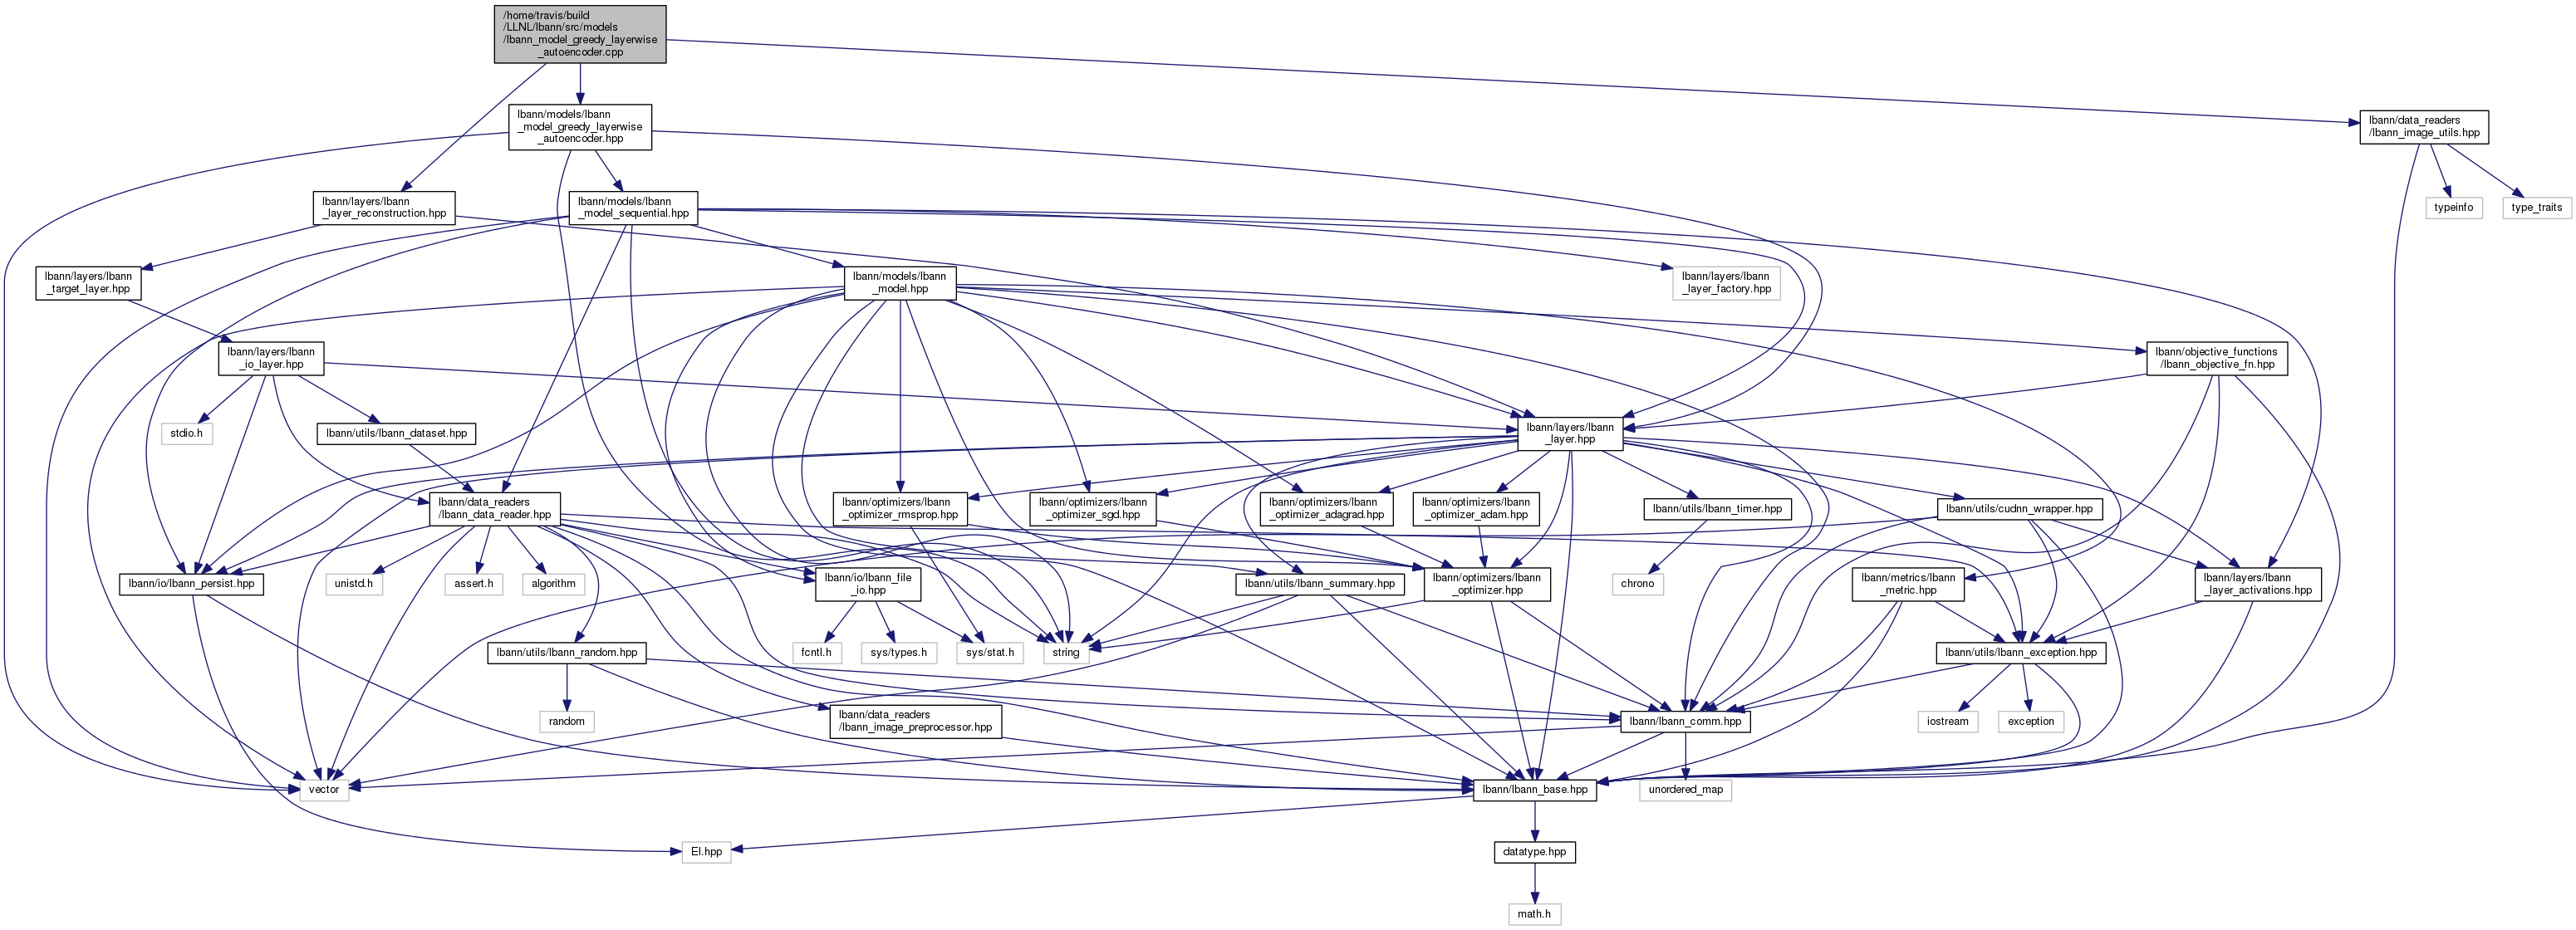 /home/travis/build
/LLNL/lbann/src/models
/lbann_model_greedy_layerwise
_autoencoder.cpp
lbann/models/lbann
_model_greedy_layerwise
_autoencoder.hpp
lbann/data_readers
/lbann_image_utils.hpp
lbann/layers/lbann
_layer_reconstruction.hpp
lbann/models/lbann
_model_sequential.hpp
typeinfo
type_traits
lbann/layers/lbann
_target_layer.hpp
lbann/models/lbann
_model.hpp
lbann/layers/lbann
_layer_factory.hpp
lbann/layers/lbann
_io_layer.hpp
lbann/objective_functions
/lbann_objective_fn.hpp
stdio.h
lbann/utils/lbann_dataset.hpp
lbann/layers/lbann
_layer.hpp
lbann/data_readers
/lbann_data_reader.hpp
lbann/optimizers/lbann
_optimizer_rmsprop.hpp
lbann/optimizers/lbann
_optimizer_sgd.hpp
lbann/optimizers/lbann
_optimizer_adagrad.hpp
lbann/optimizers/lbann
_optimizer_adam.hpp
lbann/utils/lbann_timer.hpp
lbann/utils/cudnn_wrapper.hpp
lbann/io/lbann_persist.hpp
unistd.h
assert.h
algorithm
lbann/io/lbann_file
_io.hpp
lbann/utils/lbann_summary.hpp
lbann/optimizers/lbann
_optimizer.hpp
chrono
lbann/metrics/lbann
_metric.hpp
lbann/layers/lbann
_layer_activations.hpp
lbann/utils/lbann_random.hpp
fcntl.h
sys/types.h
sys/stat.h
string
lbann/utils/lbann_exception.hpp
random
lbann/data_readers
/lbann_image_preprocessor.hpp
lbann/lbann_comm.hpp
iostream
exception
vector
lbann/lbann_base.hpp
unordered_map
El.hpp
datatype.hpp
math.h